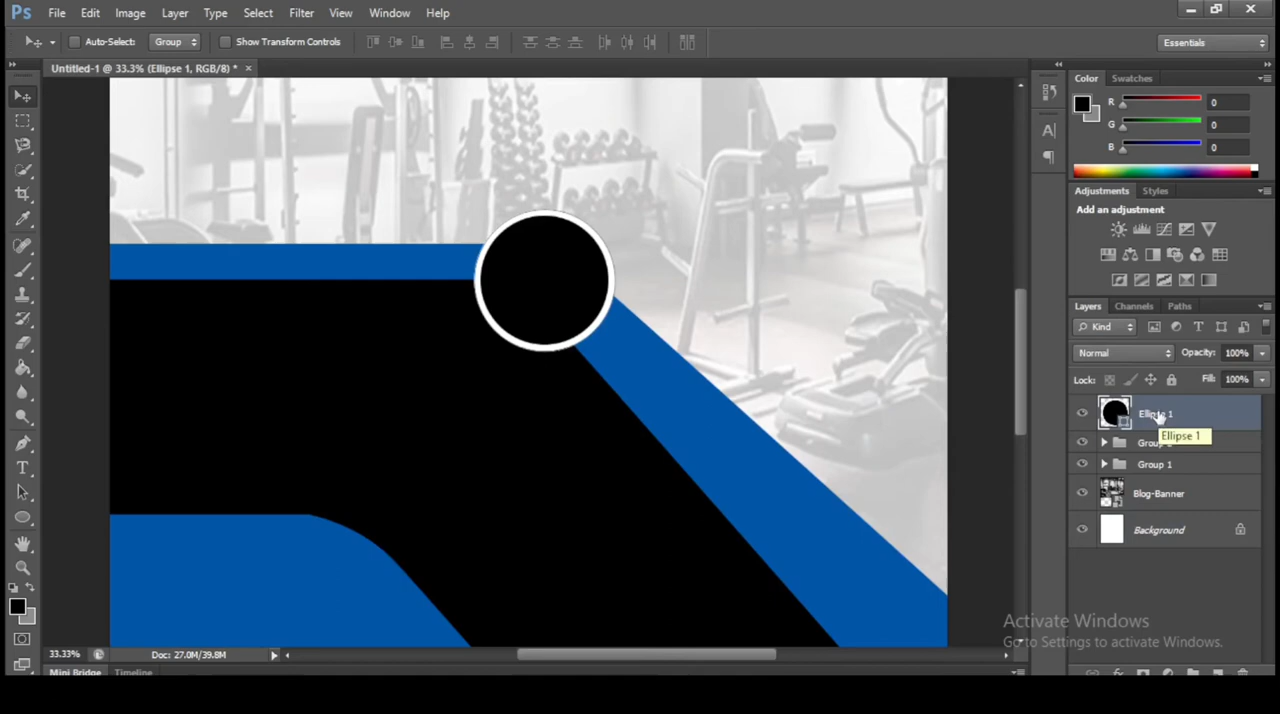 Ps File Edit Image Layer Type Select Filter View Window Help
Auto-Select: Group Show Transform Controls Essentials
Untitled-1 @ 33.3% (Ellipse 1, RGB/8) * ×
Color Swatches
R 0
G 0
B 0
Adjustments Styles
Add an adjustment
Layers Channels Paths
Kind
Normal Opacity: 100%
Lock: Fill: 100%
Ellipse 1
Ellipse 1
Group
Group 1
Blog-Banner
Background
Activate Windows
Go to Settings to activate Windows.
33.33% Doc: 27.0M/39.8M
Mini Bridge Timeline